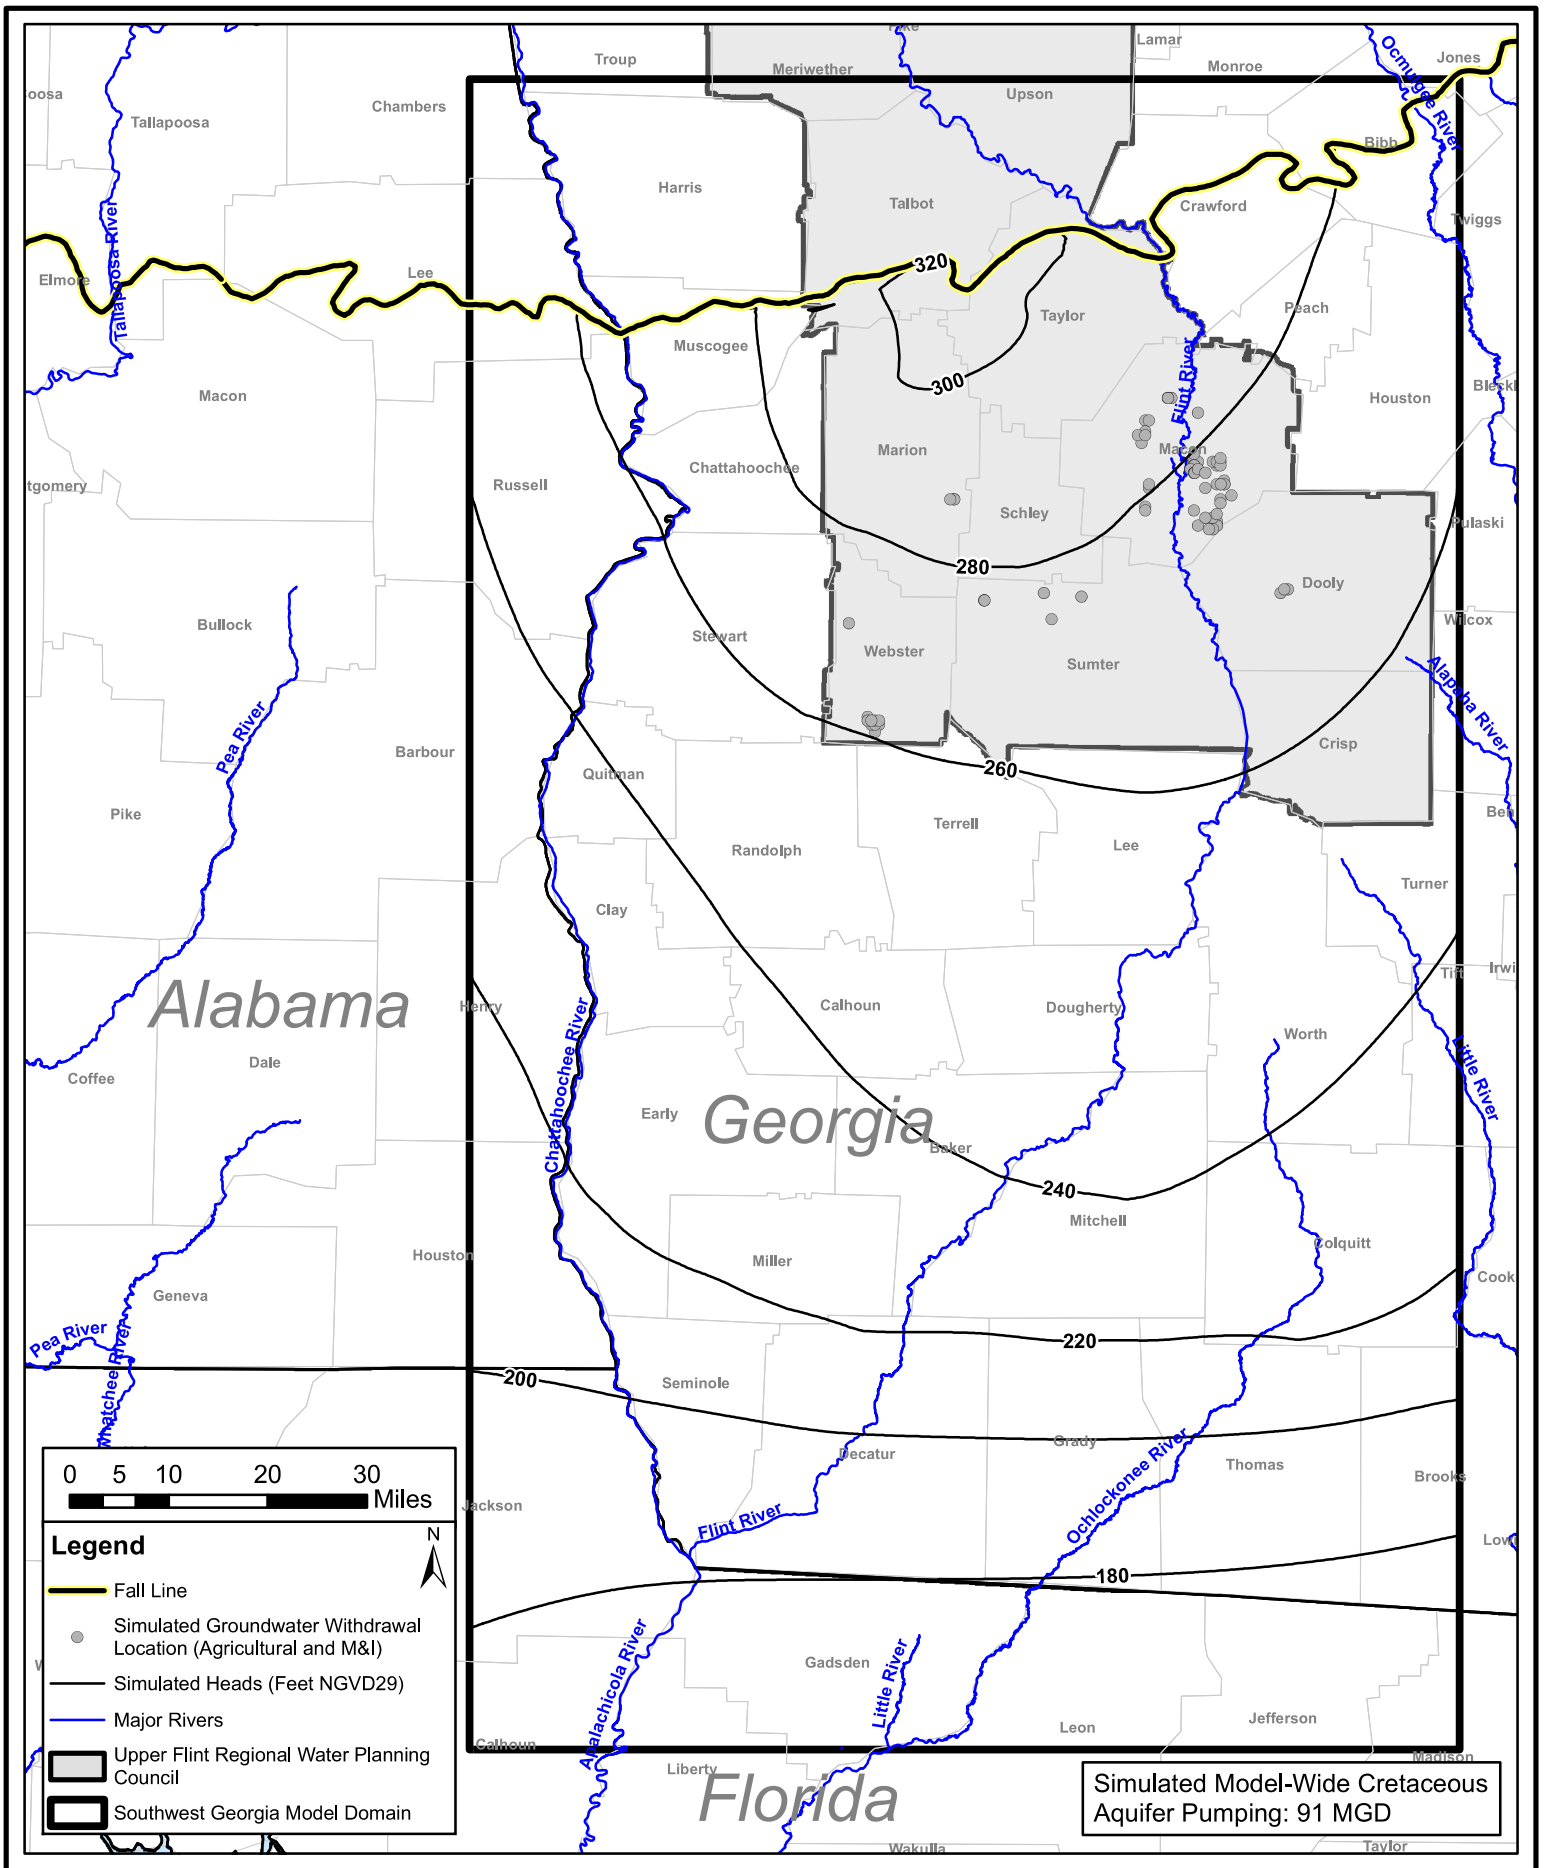 Pike
Lamar
Troup
Meriwether
Monroe
Jones
Ocmulgee River
Upson
Chambers
Tallapoosa
Bibb
Harris
Talbot
Crawford
Twiggs
Tallapoosa River
Elmore
Lee
320
Peach
Taylor
Muscogee
Flint River
300
Macon
Houston
Marion
Macon
Chattahoochee
Russell
Schley
Pulaski
280
Dooly
Bullock
Stewart
Wilcox
Webster
Sumter
Alapaha River
Pea River
Barbour
Crisp
Quitman
260
Pike
Terrell
Lee
Randolph
Turner
Clay
Tift
Alabama
Henry
Calhoun
Dougherty
Worth
Chattahoochee River
Dale
Coffee
Early
Georgia
Baker
Little River
240
Mitchell
Colquitt
Houston
Miller
Cook
Geneva
Pea River
220
200
Seminole
Decatur
Grady
Thomas
Brooks
Ochlockonee River
Jackson
Flint River
180
Apalachicola River
Gadsden
Little River
Leon
Jefferson
Calhoun
Liberty
Madison
Florida
Wakulla
Taylor
0 5 10 20 30
Miles
Legend
N
Fall Line
Simulated Groundwater Withdrawal
Location (Agricultural and M&I)
Simulated Heads (Feet NGVD29)
Major Rivers
Upper Flint Regional Water Planning
Council
Southwest Georgia Model Domain
Simulated Model-Wide Cretaceous
Aquifer Pumping: 91 MGD